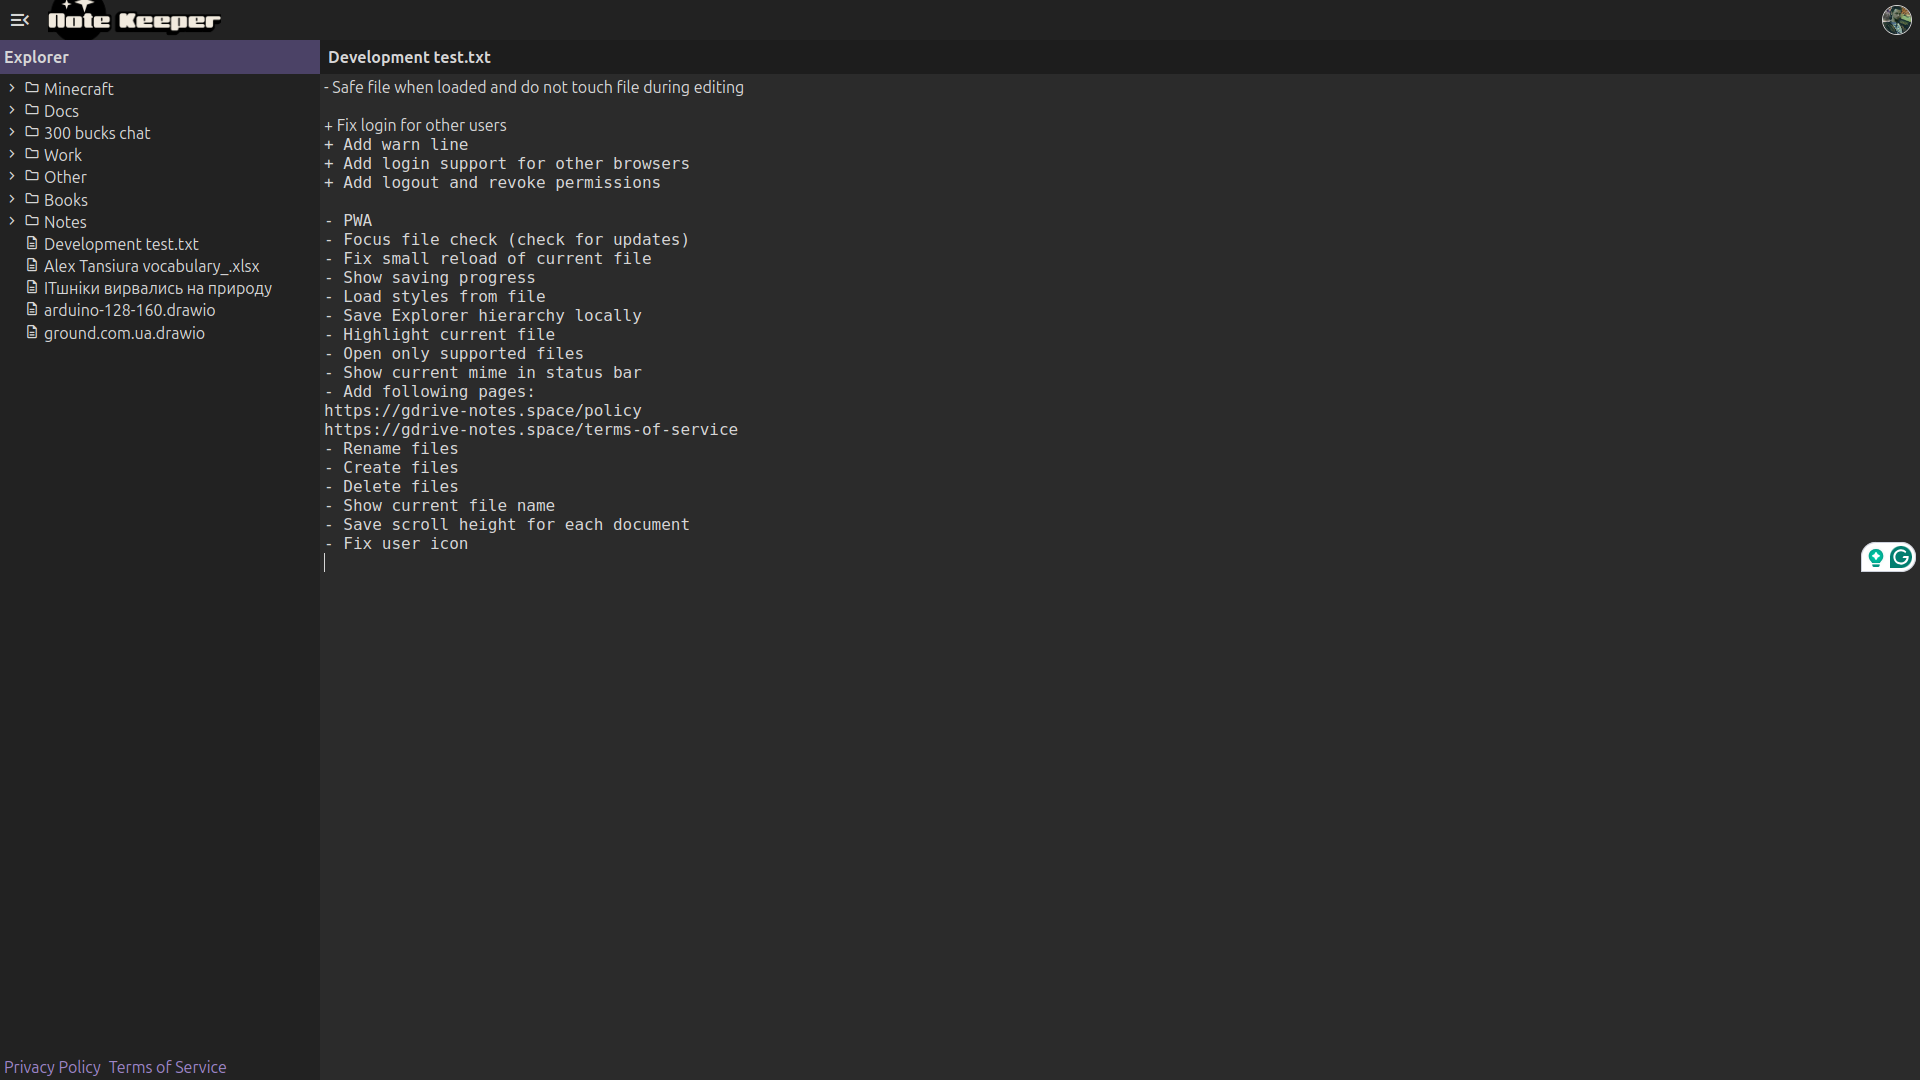 Note Keeper
Explorer
Minecraft
Docs
300 bucks chat
Work
Other
Books
Notes
Development test.txt
Alex Tansiura vocabulary_.xlsx
ІТшніки вирвались на природу
arduino-128-160.drawio
ground.com.ua.drawio
Privacy Policy Terms of Service
Development test.txt
- Safe file when loaded and do not touch file during editing
+ Fix login for other users
+ Add warn line
+ Add login support for other browsers
+ Add logout and revoke permissions
- PWA
- Focus file check (check for updates)
- Fix small reload of current file
- Show saving progress
- Load styles from file
- Save Explorer hierarchy locally
- Highlight current file
- Open only supported files
- Show current mime in status bar
- Add following pages:
https://gdrive-notes.space/policy
https://gdrive-notes.space/terms-of-service
- Rename files
- Create files
- Delete files
- Show current file name
- Save scroll height for each document
- Fix user icon